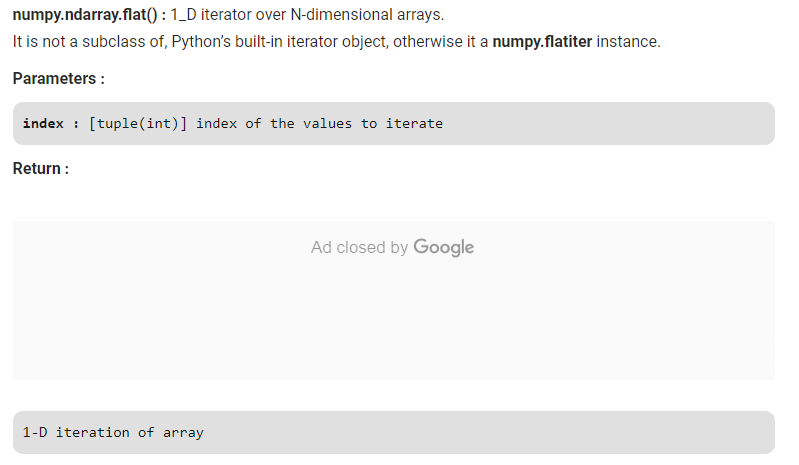 numpy.ndarray.flat() : 1_D iterator over N-dimensional arrays.
It is not a subclass of, Python’s built-in iterator object, otherwise it a numpy.flatiter instance.
Parameters :
index : [tuple(int)] index of the values to iterate
Return :
Ad closed by Google
1-D iteration of array